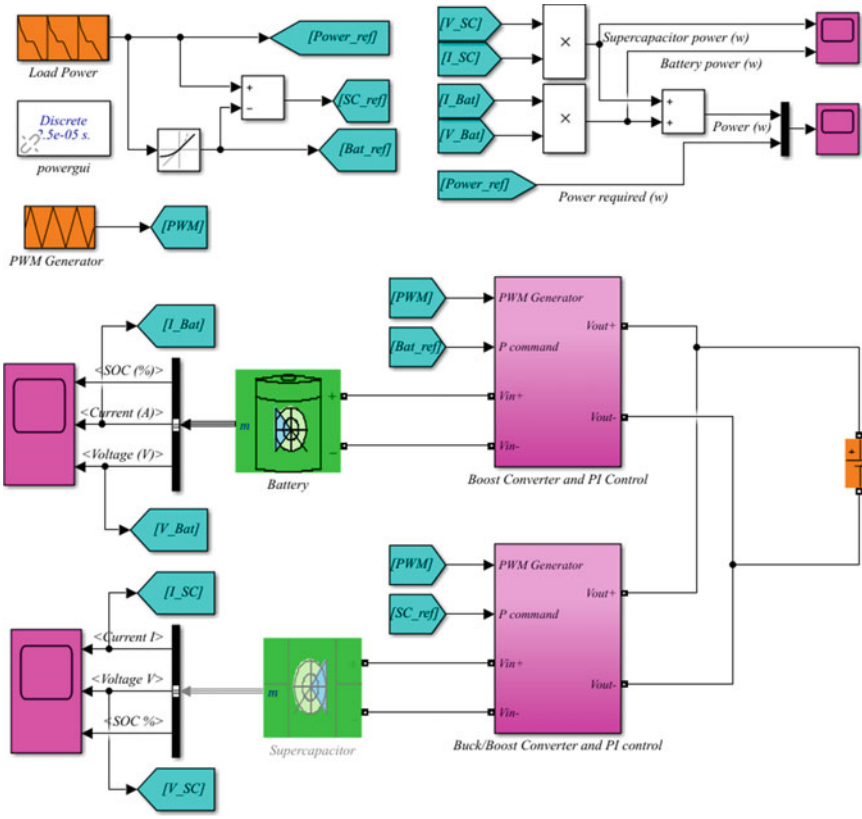 [Power_ref]
Load Power
[SC_ref]
Discrete
2.5e-05 s.
powergui
[Bat_ref]
[PWM]
PWM Generator
[V_SC]
[I_SC]
Supercapacitor power (w)
Battery power (w)
[I_Bat]
[V_Bat]
Power (w)
[Power_ref]
Power required (w)
[I_Bat]
<SOC (%)>
<Current (A)>
<Voltage (V)>
[V_Bat]
m
Battery
[PWM]
PWM Generator
[Bat_ref]
P command
Vin+
Vin-
Vout+
Vout-
Boost Converter and PI Control
[I_SC]
<Current I>
<Voltage V>
<SOC %>
[V_SC]
m
Supercapacitor
[PWM]
PWM Generator
[SC_ref]
P command
Vin+
Vin-
Vout+
Vout-
Buck/Boost Converter and PI control